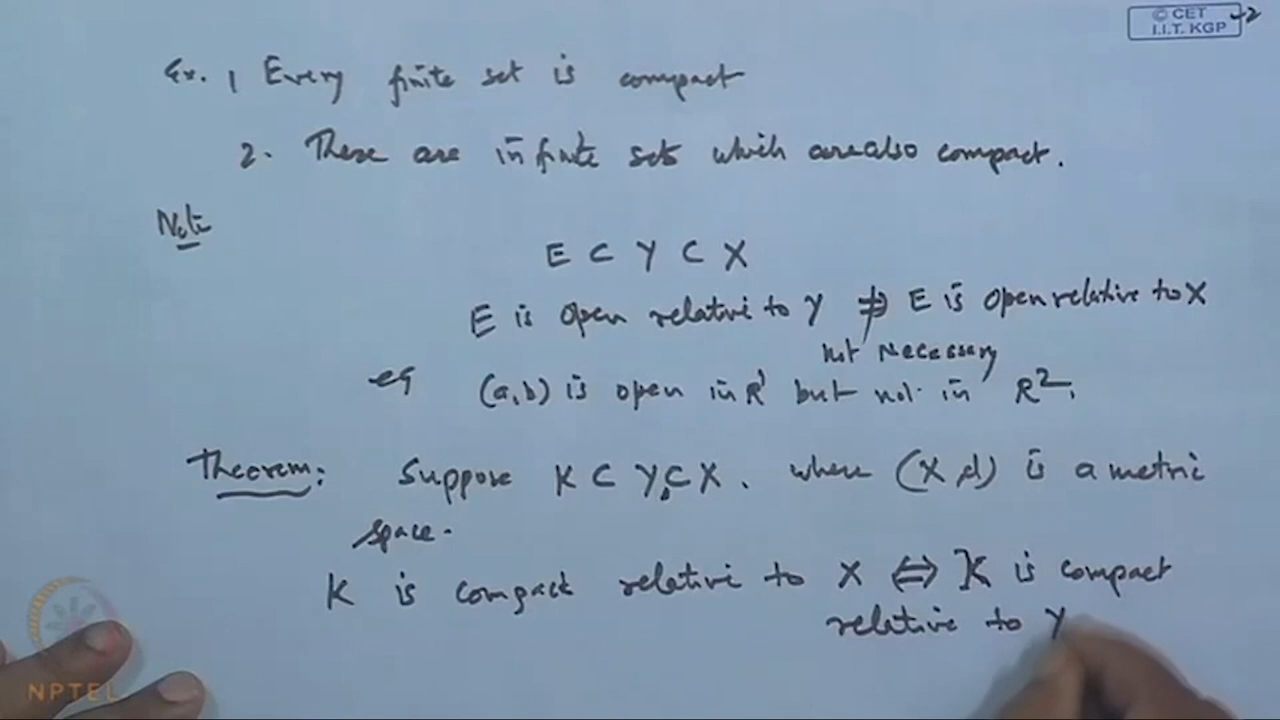 © CET
I.I.T. KGP
-2
Ex. 1 Every finite set is compact
2. There are infinite sets which are also compact.
Note
E ⊂ Y ⊂ X
E is open relative to Y ⇏ E is open relative to X
not necessary
eg (a,b) is open in R¹ but not in R².
Theorem: Suppose K ⊂ Y ⊂ X, where (X,d) is a metric
space.
K is compact relative to X ⇔ K is compact
relative to Y
NPTEL